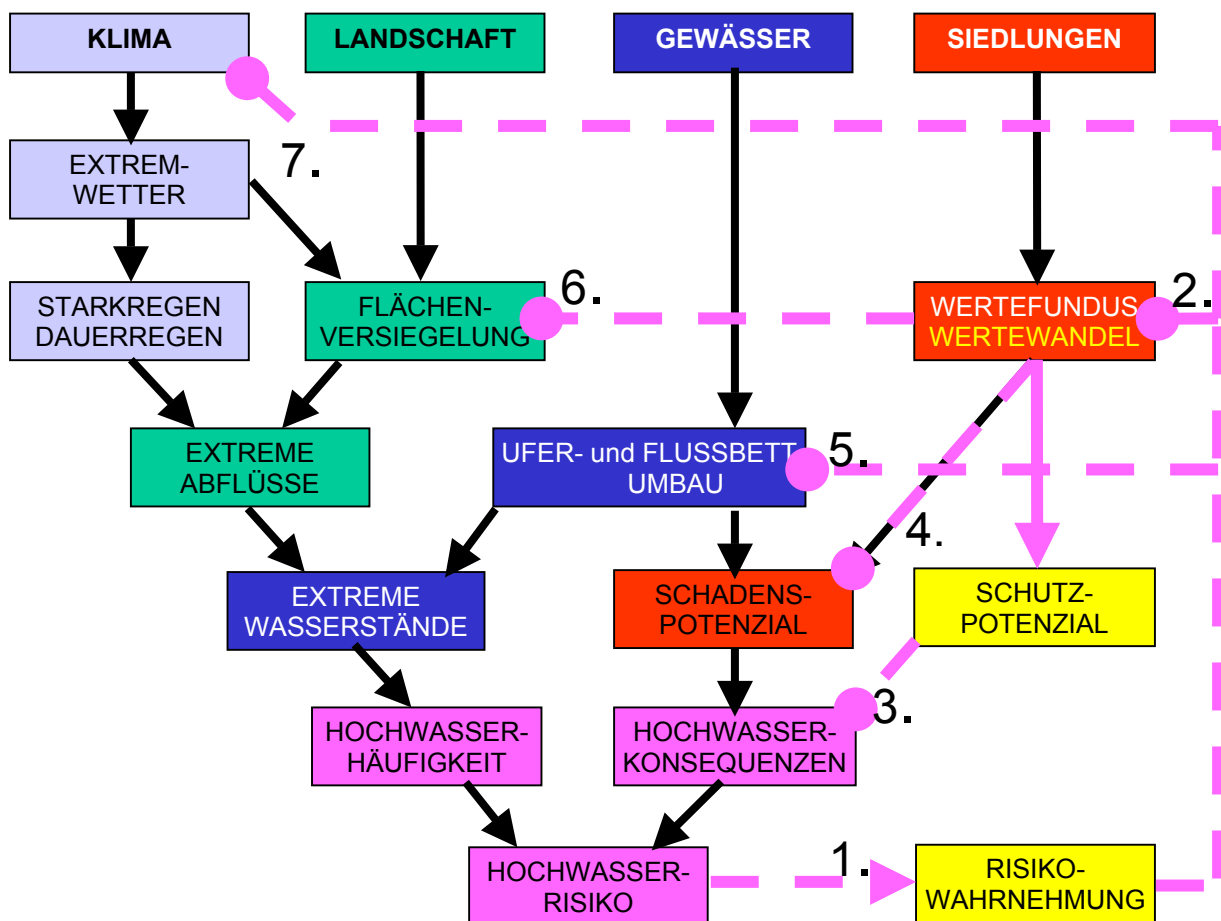 KLIMA
LANDSCHAFT
GEWÄSSER
SIEDLUNGEN
EXTREM-
WETTER
7.
STARKREGEN
DAUERREGEN
FLÄCHEN-
VERSIEGELUNG
6.
WERTEFUNDUS
WERTEWANDEL
2.
EXTREME
ABFLÜSSE
UFER- und FLUSSBETT
UMBAU
5.
4.
EXTREME
WASSERSTÄNDE
SCHADENS-
POTENZIAL
SCHUTZ-
POTENZIAL
3.
HOCHWASSER-
HÄUFIGKEIT
HOCHWASSER-
KONSEQUENZEN
HOCHWASSER-
RISIKO
1.
RISIKO-
WAHRNEHMUNG